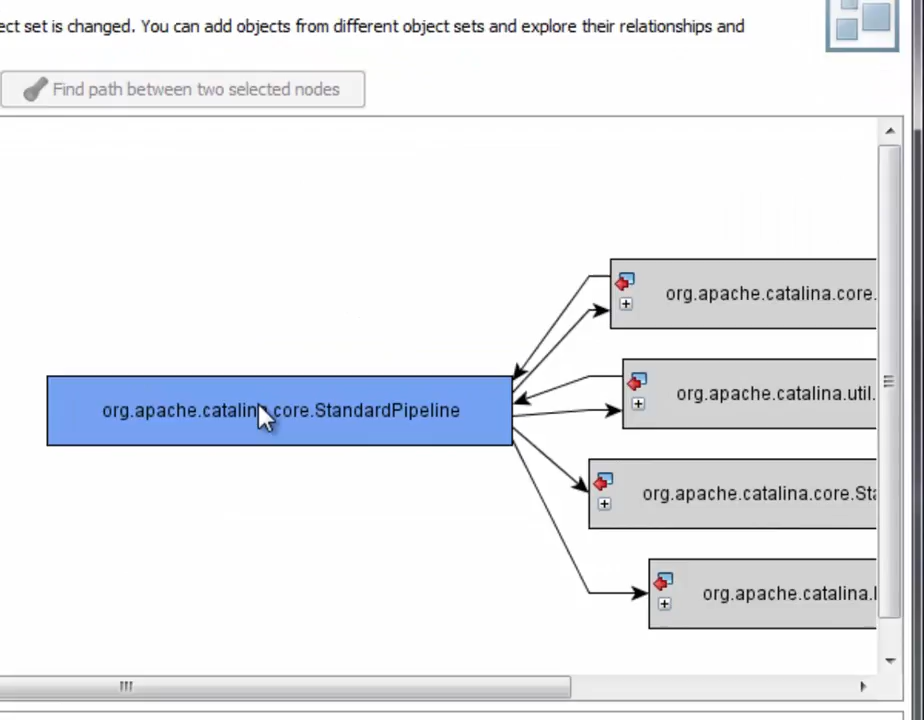 ect set is changed. You can add objects from different object sets and explore their relationships and
Find path between two selected nodes
org.apache.catalina.core.
org.apache.catalina.util.
org.apache.catalina.core.StandardPipeline
org.apache.catalina.core.Sta
org.apache.catalina.